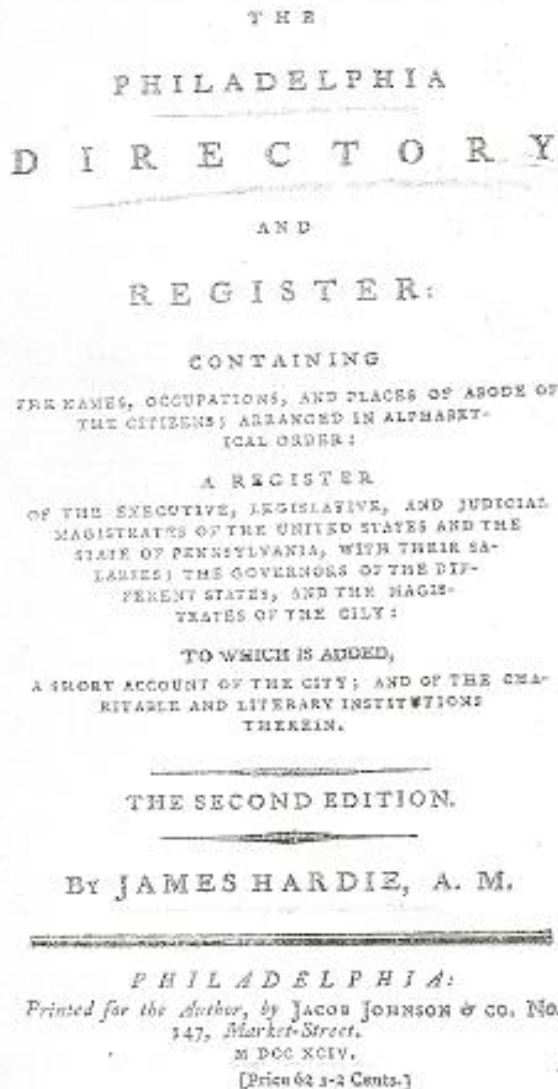 THE
PHILADELPHIA
DIRECTORY
AND
REGISTER:
CONTAINING
THE NAMES, OCCUPATIONS, AND PLACES OF ABODE OF
THE CITIZENS; ARRANGED IN ALPHABET-
ICAL ORDER:
A REGISTER
OF THE EXECUTIVE, LEGISLATIVE, AND JUDICIAL
MAGISTRATES OF THE UNITED STATES AND THE
STATE OF PENNSYLVANIA, WITH THEIR SA-
LARIES; THE GOVERNORS OF THE DIF-
FERENT STATES, AND THE MAGIS-
TRATES OF THE CITY:
TO WHICH IS ADDED,
A SHORT ACCOUNT OF THE CITY; AND OF THE CHA-
RITABLE AND LITERARY INSTITUTIONS
THEREIN.
THE SECOND EDITION.
BY JAMES HARDIE, A. M.
PHILADELPHIA:
Printed for the Author, by JACOB JOHNSON & CO. No.
147, Market-Street.
M DCC XCIV.
[Price 62 1-2 Cents.]